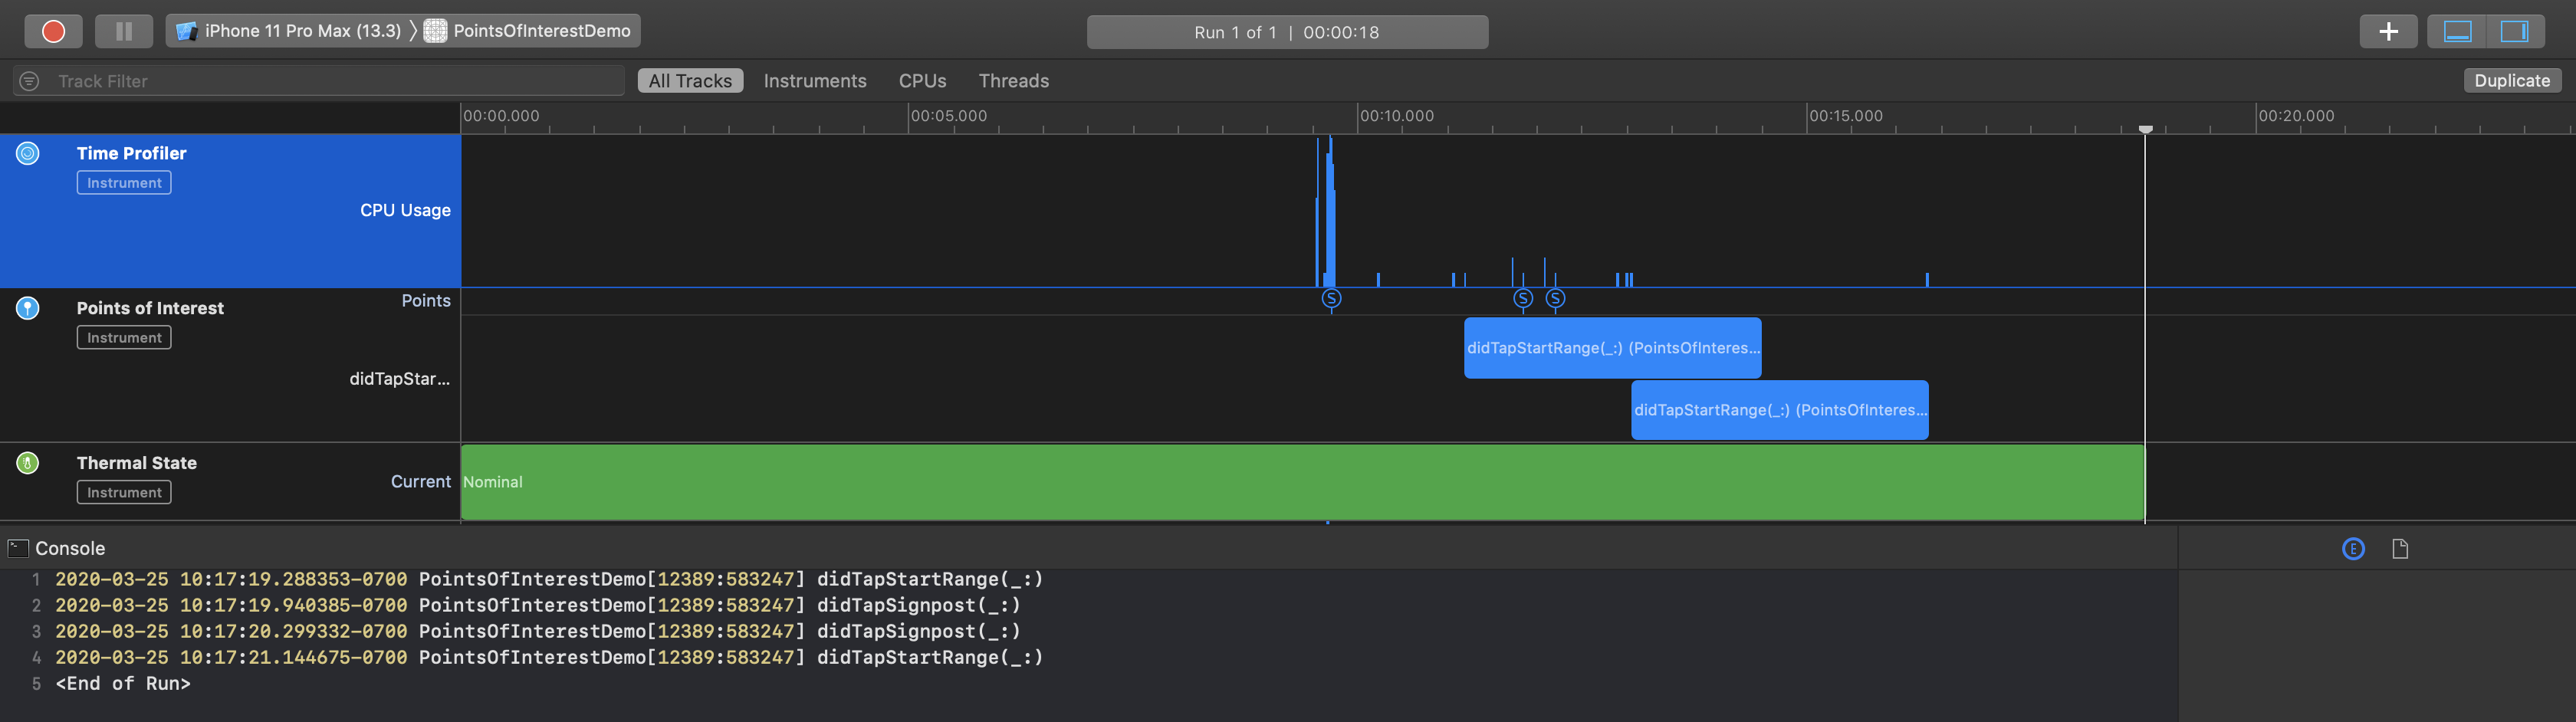 iPhone 11 Pro Max (13.3) 〉 PointsOfInterestDemo
Run 1 of 1 | 00:00:18
Track Filter
All Tracks Instruments CPUs Threads
Duplicate
00:00.000 00:05.000 00:10.000 00:15.000 00:20.000
Time Profiler
Instrument
CPU Usage
Points of Interest
Instrument
Points
S S S
didTapStar...
didTapStartRange(_:) (PointsOfInteres...
didTapStartRange(_:) (PointsOfInteres...
Thermal State
Instrument
Current
Nominal
Console
E
1 2020-03-25 10:17:19.288353-0700 PointsOfInterestDemo[12389:583247] didTapStartRange(_:)
2 2020-03-25 10:17:19.940385-0700 PointsOfInterestDemo[12389:583247] didTapSignpost(_:)
3 2020-03-25 10:17:20.299332-0700 PointsOfInterestDemo[12389:583247] didTapSignpost(_:)
4 2020-03-25 10:17:21.144675-0700 PointsOfInterestDemo[12389:583247] didTapStartRange(_:)
5 <End of Run>